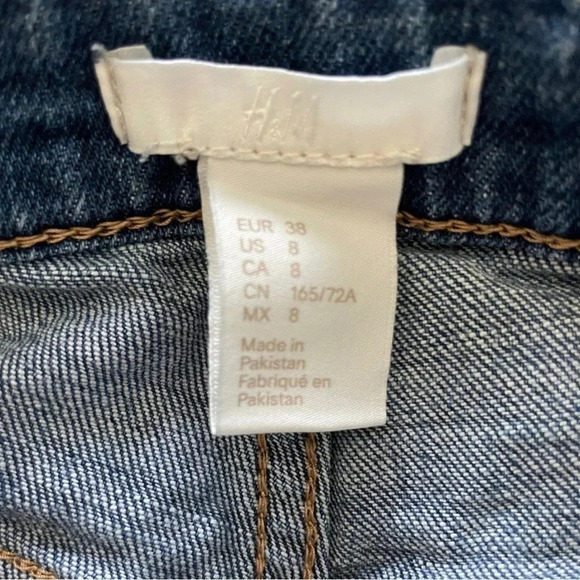 H&M
EUR 38
US 8
CA 8
CN 165/72A
MX 8
Made in
Pakistan
Fabriqué en
Pakistan